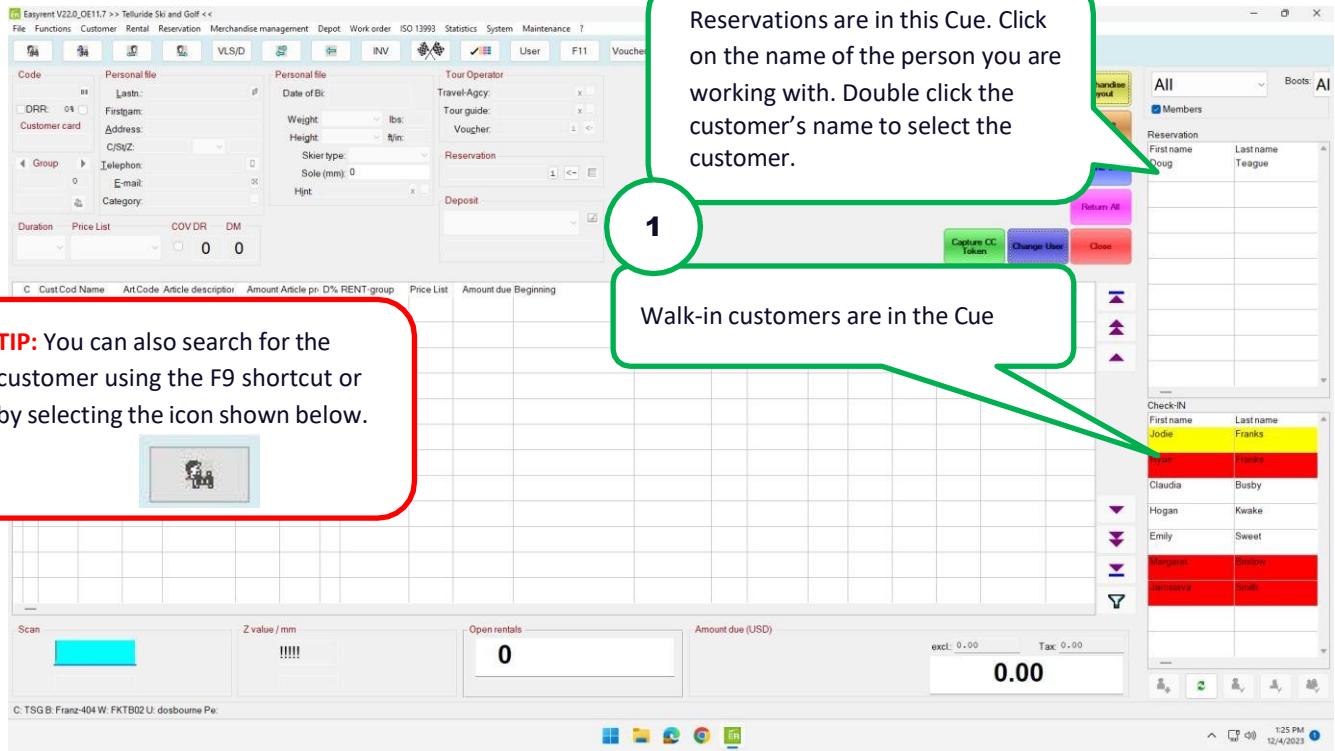 Easyrent V22.0_OE11.7 >> Telluride Ski and Golf <<
File Functions Customer Rental Reservation Merchandise management Depot Work order ISO 13993 Statistics System Maintenance ?
VLS/D INV User F11 Voucher
Reservations are in this Cue. Click
on the name of the person you are
working with. Double click the
customer's name to select the
customer.
1
Walk-in customers are in the Cue
TIP: You can also search for the
customer using the F9 shortcut or
by selecting the icon shown below.
Code
DRR:
Customer card
Group
0
Personal file
Lastn.:
Firstnam:
Address:
C/St/Z:
Telephon:
E-mail:
Category:
Personal file
Date of Bi:
Weight: lbs:
Height: ft/in:
Skier type:
Sole (mm): 0
Hint:
Tour Operator
Travel-Agcy: x
Tour guide: x
Voucher: 1 <-
Reservation
1 <-
Deposit
Duration Price List COV DR DM
0 0
Return All
Capture CC
Token
Change User
Close
C CustCod Name Art.Code Article description Amount Article pr D% RENT-group Price List Amount due Beginning
All Boots: Al
Members
Reservation
First name Last name
Doug Teague
Check-IN
First name Last name
Jodie Franks
Ryan Franks
Claudia Busby
Hogan Kwake
Emily Sweet
Margaret
Jaroslava Smith
Scan
Z value / mm
!!!!!
Open rentals
0
Amount due (USD)
excl.: 0.00 Tax: 0.00
0.00
C: TSG B: Franz-404 W: FKTB02 U: dosbourne Pe:
1:25 PM
12/4/2023